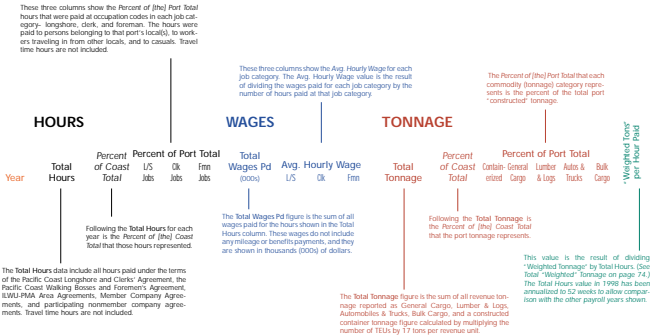 These three columns show the Percent of [the] Port Total
hours that were paid at occupation codes in each job cat-
egory- longshore, clerk, and foreman. The hours were
paid to persons belonging to that port's local(s), to work-
ers traveling in from other locals, and to casuals. Travel
time hours are not included.
These three columns show the Avg. Hourly Wage for each
job category. The Avg. Hourly Wage value is the result
of dividing the wages paid for each job category by the
number of hours paid at that job category.
The Percent of [the] Port Total that each
commodity (tonnage) category repre-
sents is the percent of the total port
"constructed" tonnage.
HOURS
WAGES
TONNAGE
Year
Total
Hours
Percent
of Coast
Total
Percent of Port Total
L/S Clk Fmn
Jobs Jobs Jobs
Total
Wages Pd
(000s)
Avg. Hourly Wage
L/S Clk Fmn
Total
Tonnage
Percent
of Coast
Total
Percent of Port Total
Contain- General Lumber Autos & Bulk
erized Cargo & Logs Trucks Cargo
"Weighted Tons"
per Hour Paid
Following the Total Hours for each
year is the Percent of [the] Coast
Total that those hours represented.
The Total Wages Pd figure is the sum of all
wages paid for the hours shown in the Total
Hours column. These wages do not include
any mileage or benefits payments, and they
are shown in thousands (000s) of dollars.
Following the Total Tonnage is
the Percent of [the] Coast Total
that the port tonnage represents.
This value is the result of dividing
"Weighted Tonnage" by Total Hours. (See
Total "Weighted" Tonnage on page 74.)
The Total Hours value in 1998 has been
annualized to 52 weeks to allow compar-
ison with the other payroll years shown.
The Total Hours data include all hours paid under the terms
of the Pacific Coast Longshore and Clerks' Agreement, the
Pacific Coast Walking Bosses and Foremen's Agreement,
ILWU-PMA Area Agreements, Member Company Agree-
ments, and participating nonmember company agree-
ments. Travel time hours are not included.
The Total Tonnage figure is the sum of all revenue ton-
nage reported as General Cargo, Lumber & Logs,
Automobiles & Trucks, Bulk Cargo, and a constructed
container tonnage figure calculated by multiplying the
number of TEUs by 17 tons per revenue unit.